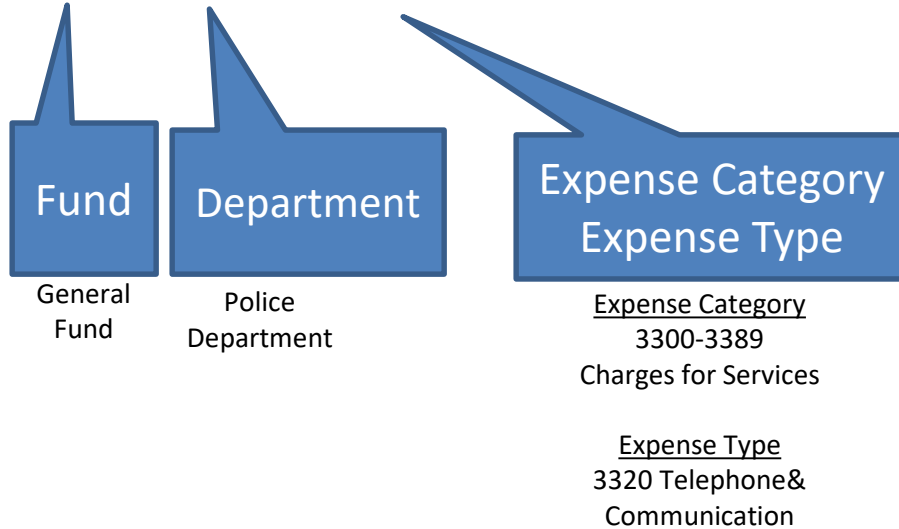 Fund
Department
Expense Category
Expense Type
General
Fund
Police
Department
Expense Category
3300-3389
Charges for Services
Expense Type
3320 Telephone&
Communication